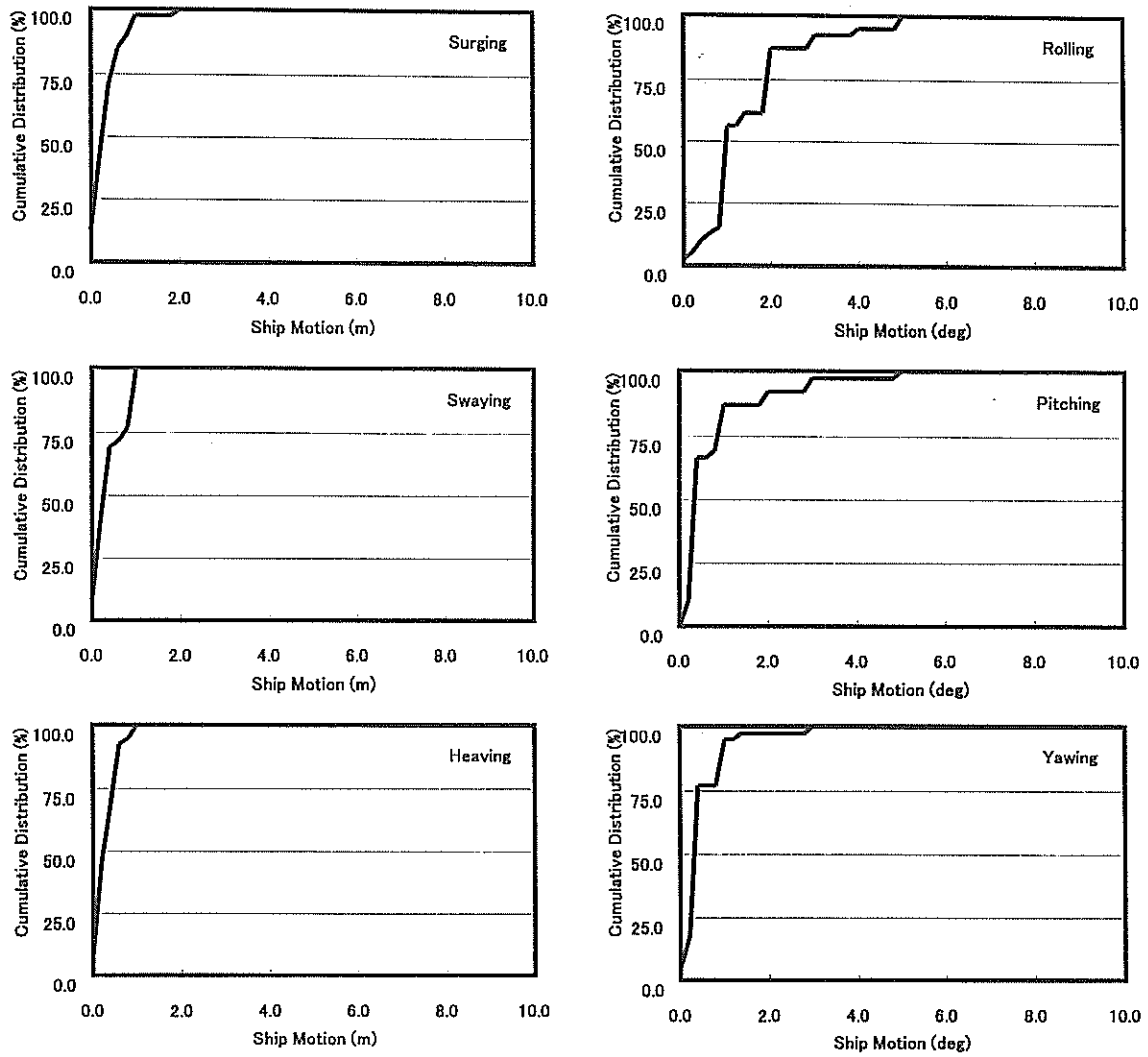 Cumulative Distribution (%)
100.0
75.0
50.0
25.0
0.0
Surging
0.0 2.0 4.0 6.0 8.0 10.0
Ship Motion (m)
Cumulative Distribution (%)
100.0
75.0
50.0
25.0
0.0
Rolling
0.0 2.0 4.0 6.0 8.0 10.0
Ship Motion (deg)
Cumulative Distribution (%)
100.0
75.0
50.0
25.0
0.0
Swaying
0.0 2.0 4.0 6.0 8.0 10.0
Ship Motion (m)
Cumulative Distribution (%)
100.0
75.0
50.0
25.0
0.0
Pitching
0.0 2.0 4.0 6.0 8.0 10.0
Ship Motion (deg)
Cumulative Distribution (%)
100.0
75.0
50.0
25.0
0.0
Heaving
0.0 2.0 4.0 6.0 8.0 10.0
Ship Motion (m)
Cumulative Distribution (%)
100.0
75.0
50.0
25.0
0.0
Yawing
0.0 2.0 4.0 6.0 8.0 10.0
Ship Motion (deg)